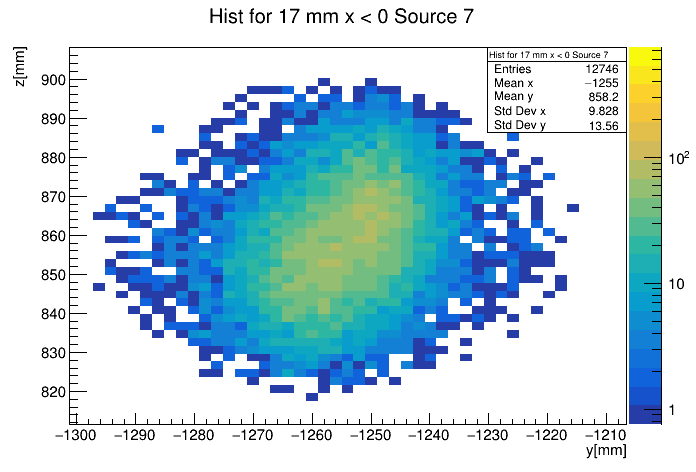 Hist for 17 mm x < 0 Source 7
z[mm]
Hist for 17 mm x < 0 Source 7
Entries 12746
Mean x −1255
Mean y 858.2
Std Dev x 9.828
Std Dev y 13.56
900
890
880
870
860
850
840
830
820
10²
10
1
−1300 −1290 −1280 −1270 −1260 −1250 −1240 −1230 −1220 −1210
y[mm]